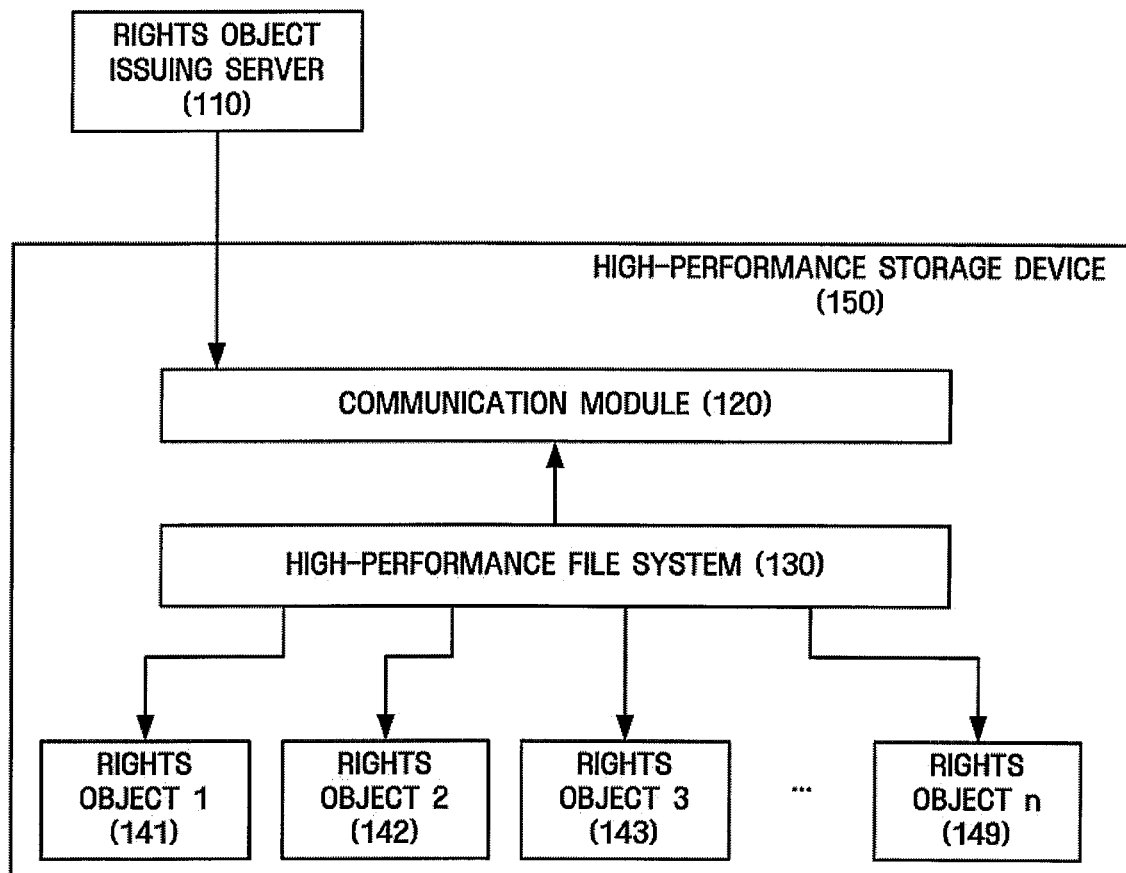 RIGHTS OBJECT
ISSUING SERVER
(110)
HIGH-PERFORMANCE STORAGE DEVICE
(150)
COMMUNICATION MODULE (120)
HIGH-PERFORMANCE FILE SYSTEM (130)
RIGHTS
OBJECT 1
(141)
RIGHTS
OBJECT 2
(142)
RIGHTS
OBJECT 3
(143)
...
RIGHTS
OBJECT n
(149)